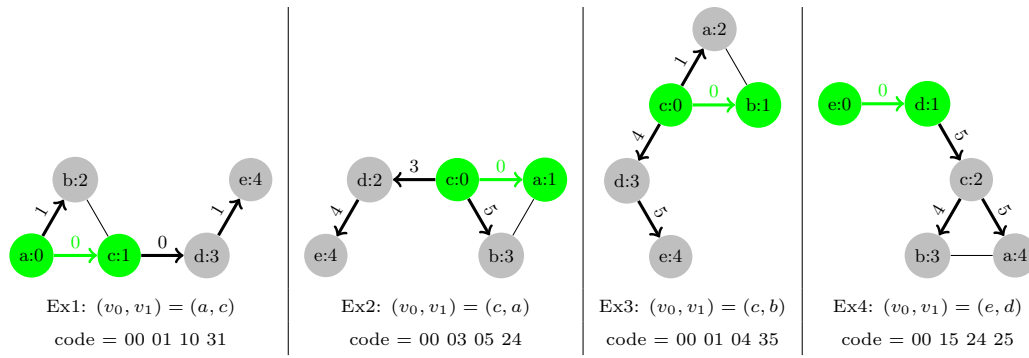 b:2
e:4
1
1
a:0
0
c:1
0
d:3
Ex1: (v₀, v₁) = (a, c)
code = 00 01 10 31
d:2
3
c:0
0
a:1
4
5
e:4
b:3
Ex2: (v₀, v₁) = (c, a)
code = 00 03 05 24
a:2
1
c:0
0
b:1
4
d:3
5
e:4
Ex3: (v₀, v₁) = (c, b)
code = 00 01 04 35
e:0
0
d:1
5
c:2
4
5
b:3
a:4
Ex4: (v₀, v₁) = (e, d)
code = 00 15 24 25